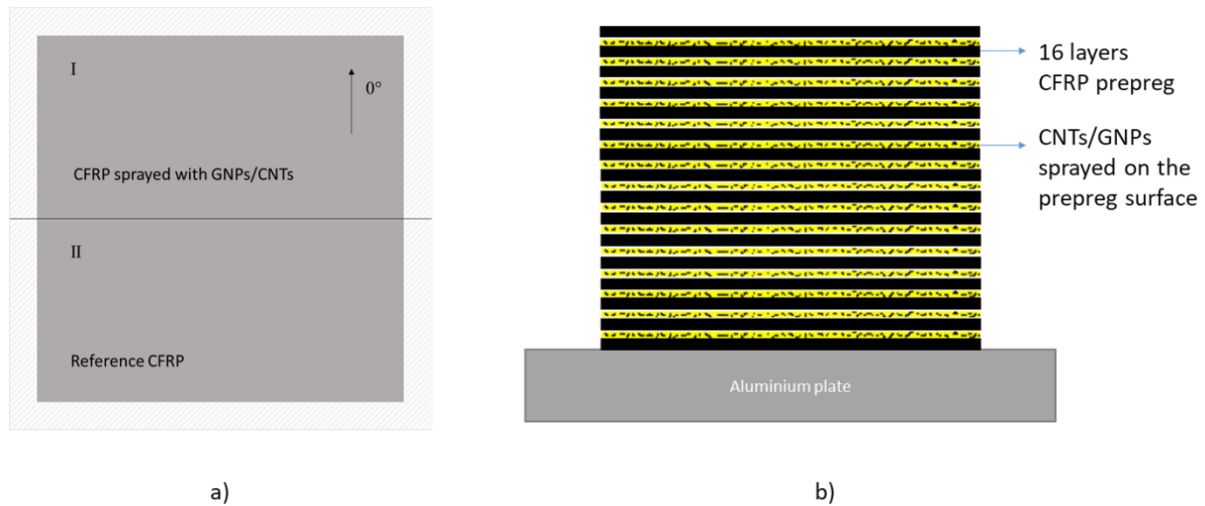 I
0°
CFRP sprayed with GNPs/CNTs
II
Reference CFRP
a)
16 layers
CFRP prepreg
CNTs/GNPs
sprayed on the
prepreg surface
Aluminium plate
b)